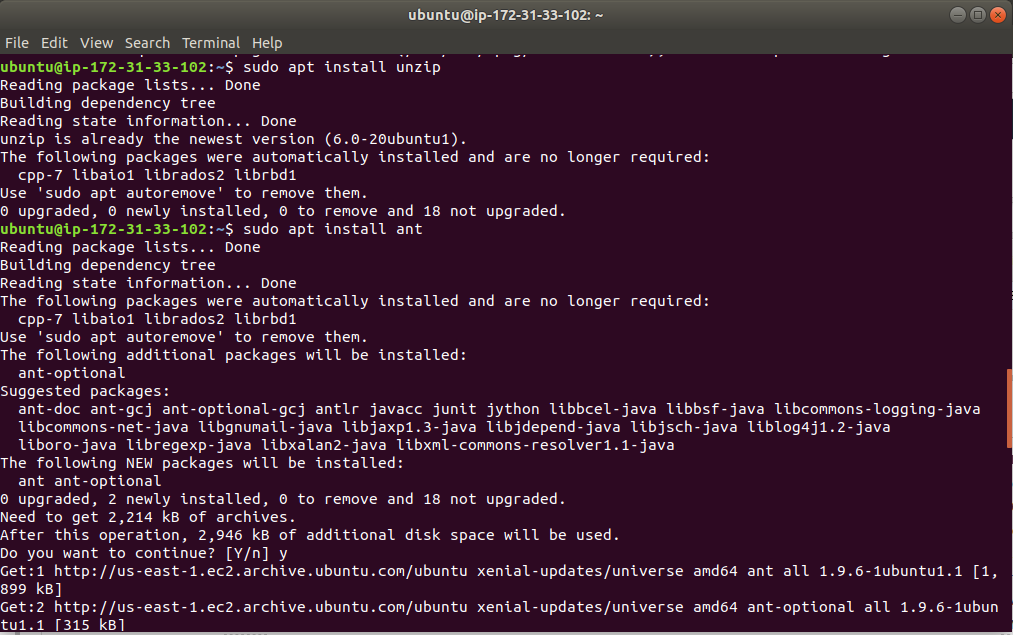 ubuntu@ip-172-31-33-102: ~
File Edit View Search Terminal Help
ubuntu@ip-172-31-33-102:~$ sudo apt install unzip
Reading package lists... Done
Building dependency tree
Reading state information... Done
unzip is already the newest version (6.0-20ubuntu1).
The following packages were automatically installed and are no longer required:
  cpp-7 libaio1 librados2 librbd1
Use 'sudo apt autoremove' to remove them.
0 upgraded, 0 newly installed, 0 to remove and 18 not upgraded.
ubuntu@ip-172-31-33-102:~$ sudo apt install ant
Reading package lists... Done
Building dependency tree
Reading state information... Done
The following packages were automatically installed and are no longer required:
  cpp-7 libaio1 librados2 librbd1
Use 'sudo apt autoremove' to remove them.
The following additional packages will be installed:
  ant-optional
Suggested packages:
  ant-doc ant-gcj ant-optional-gcj antlr javacc junit jython libbcel-java libbsf-java libcommons-logging-java
  libcommons-net-java libgnumail-java libjaxp1.3-java libjdepend-java libjsch-java liblog4j1.2-java
  liboro-java libregexp-java libxalan2-java libxml-commons-resolver1.1-java
The following NEW packages will be installed:
  ant ant-optional
0 upgraded, 2 newly installed, 0 to remove and 18 not upgraded.
Need to get 2,214 kB of archives.
After this operation, 2,946 kB of additional disk space will be used.
Do you want to continue? [Y/n] y
Get:1 http://us-east-1.ec2.archive.ubuntu.com/ubuntu xenial-updates/universe amd64 ant all 1.9.6-1ubuntu1.1 [1,
899 kB]
Get:2 http://us-east-1.ec2.archive.ubuntu.com/ubuntu xenial-updates/universe amd64 ant-optional all 1.9.6-1ubun
tu1.1 [315 kB]